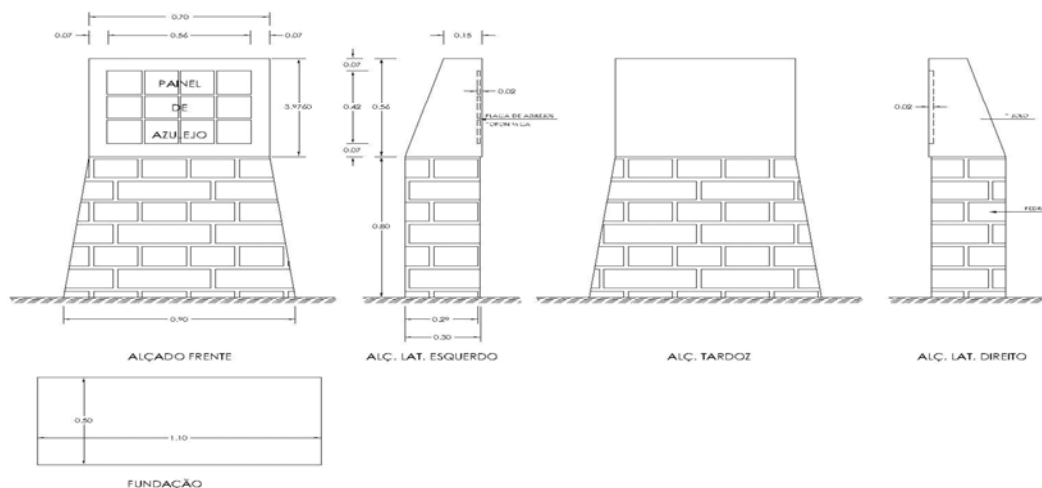 0.70
0.07
0.56
0.07
PAINEL
DE
AZULEJO
3.9760
0.90
ALÇADO FRENTE
0.15
0.07
0.42
0.07
0.56
0.02
0.80
0.29
0.30
ALÇ. LAT. ESQUERDO
ALÇ. TARDOZ
0.02
ALÇ. LAT. DIREITO
0.50
1.10
FUNDAÇÃO